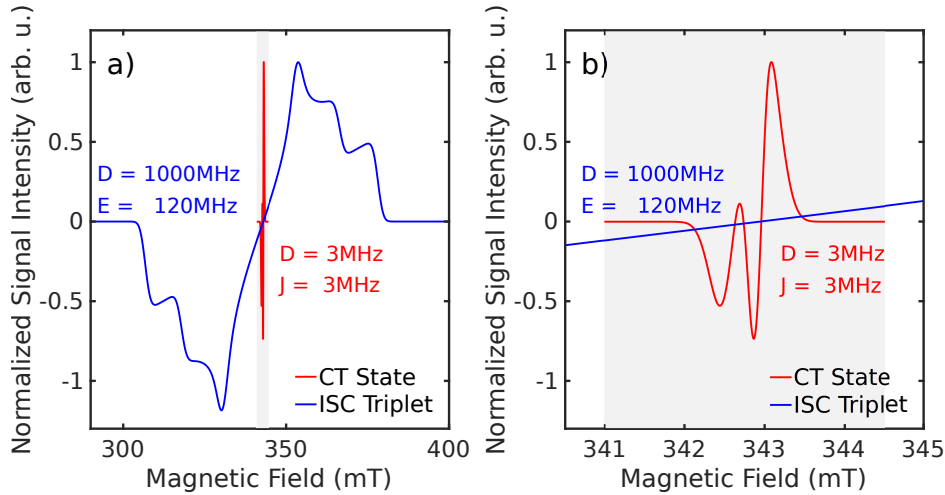 Normalized Signal Intensity (arb. u.)
a)
1
0.5
0
-0.5
-1
D = 1000MHz
E = 120MHz
D = 3MHz
J = 3MHz
CT State
ISC Triplet
300
350
400
Magnetic Field (mT)
Normalized Signal Intensity (arb. u.)
b)
1
0.5
0
-0.5
-1
D = 1000MHz
E = 120MHz
D = 3MHz
J = 3MHz
CT State
ISC Triplet
341
342
343
344
345
Magnetic Field (mT)